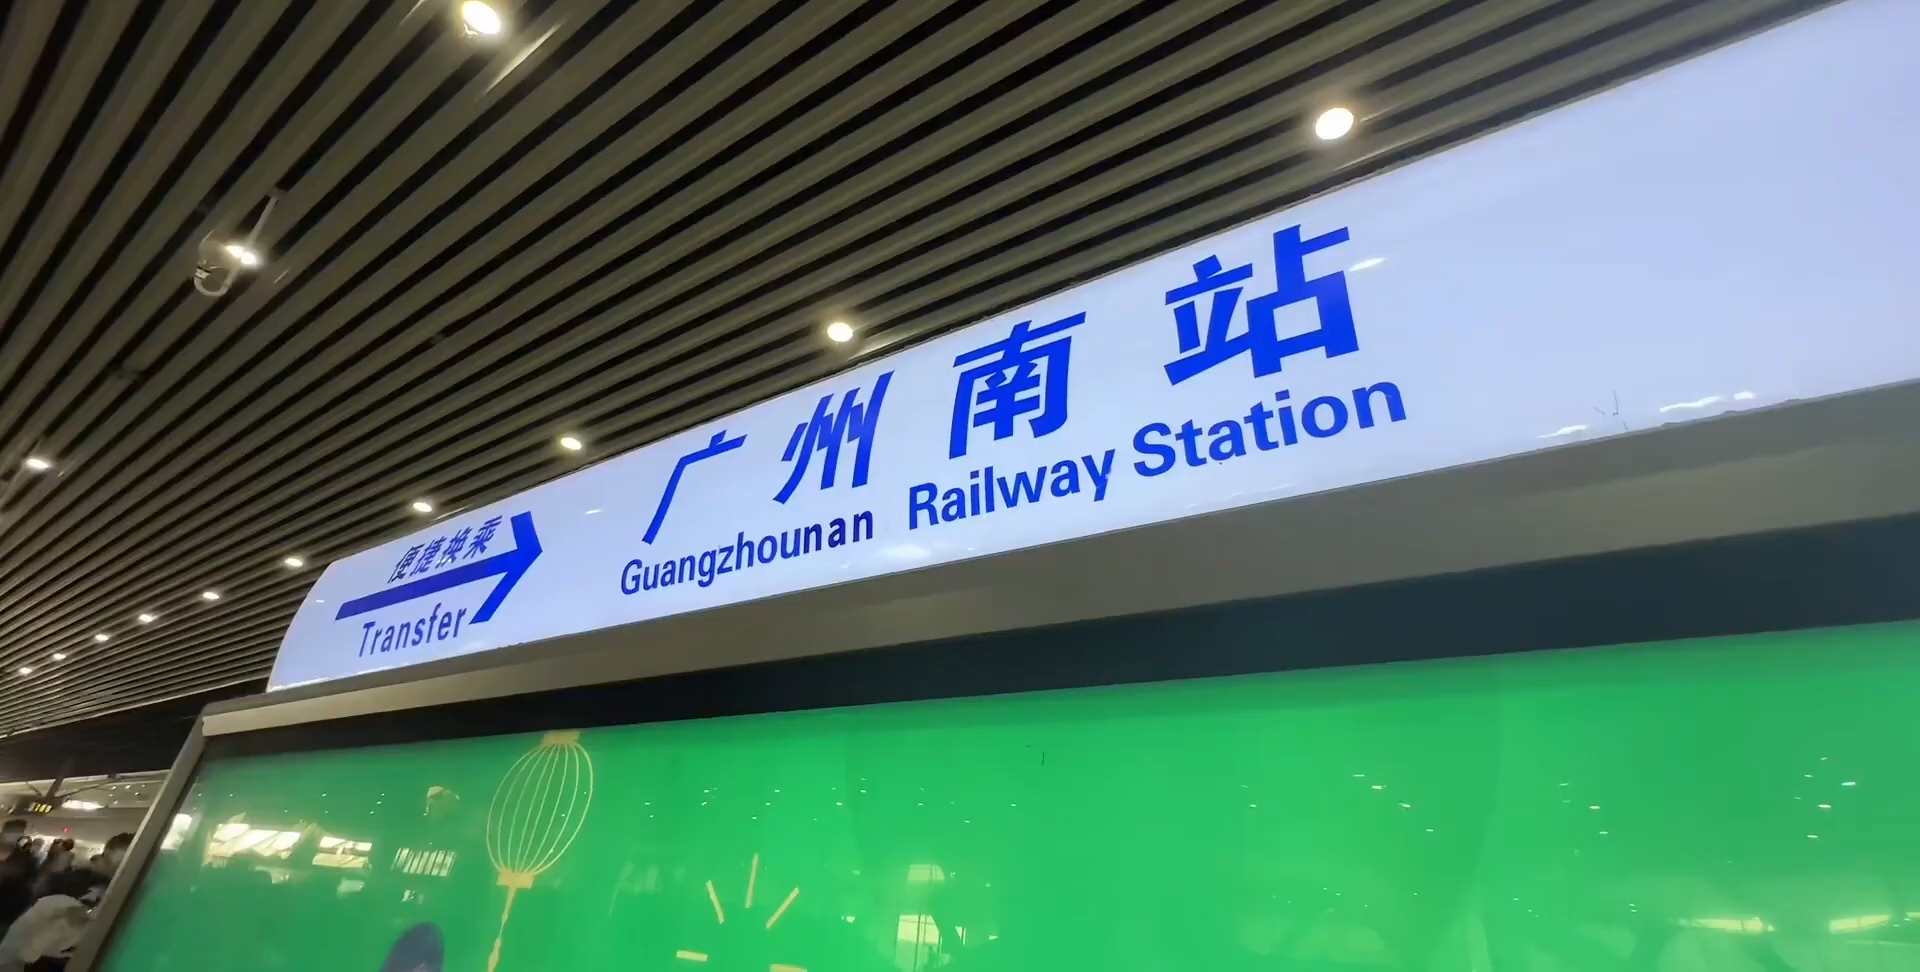 便捷换乘
Transfer
广州南站
Guangzhounan Railway Station